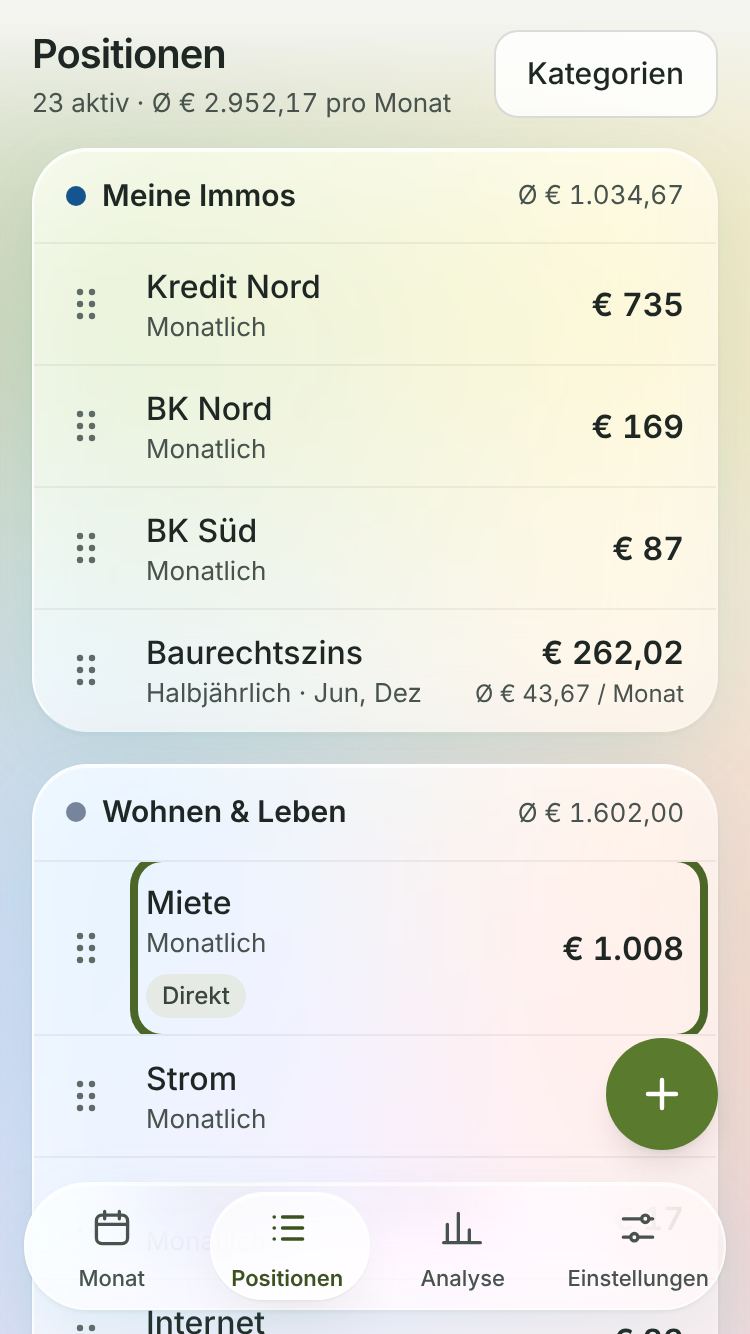 Positionen
Kategorien
23 aktiv · Ø € 2.952,17 pro Monat
Meine Immos Ø € 1.034,67
Kredit Nord
Monatlich
€ 735
BK Nord
Monatlich
€ 169
BK Süd
Monatlich
€ 87
Baurechtszins € 262,02
Halbjährlich · Jun, Dez Ø € 43,67 / Monat
Wohnen & Leben Ø € 1.602,00
Miete
Monatlich
€ 1.008
Direkt
Strom
Monatlich
Monat Positionen Analyse Einstellungen
Internet